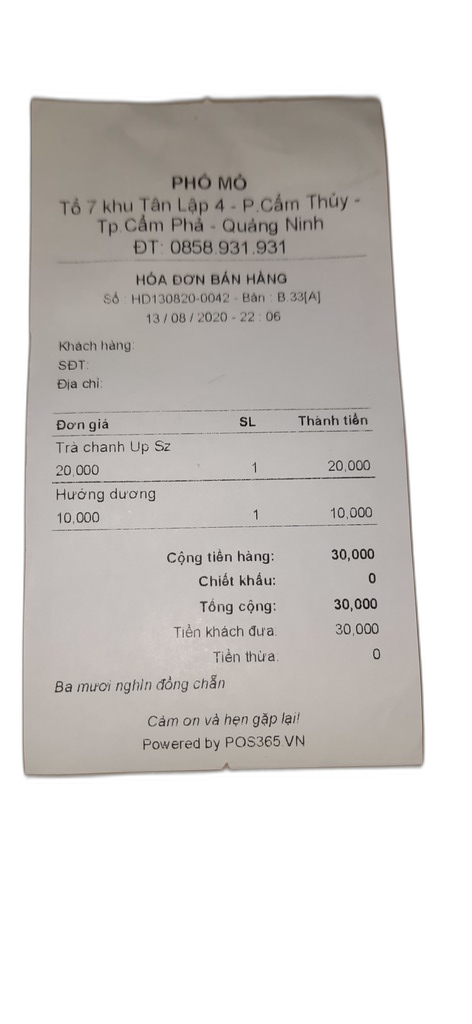 PHỐ MỎ
Tổ 7 khu Tân Lập 4 - P.Cẩm Thủy -
Tp.Cẩm Phả - Quảng Ninh
ĐT: 0858.931.931
HÓA ĐƠN BÁN HÀNG
Số : HD130820-0042 - Bàn : B.33[A]
13 / 08 / 2020 - 22 : 06
Khách hàng:
SĐT:
Địa chỉ:
Đơn giá SL Thành tiền
Trà chanh Up Sz
20,000 1 20,000
Hướng dương
10,000 1 10,000
Cộng tiền hàng: 30,000
Chiết khấu: 0
Tổng cộng: 30,000
Tiền khách đưa: 30,000
Tiền thừa: 0
Ba mươi nghìn đồng chẵn
Cảm ơn và hẹn gặp lại!
Powered by POS365.VN